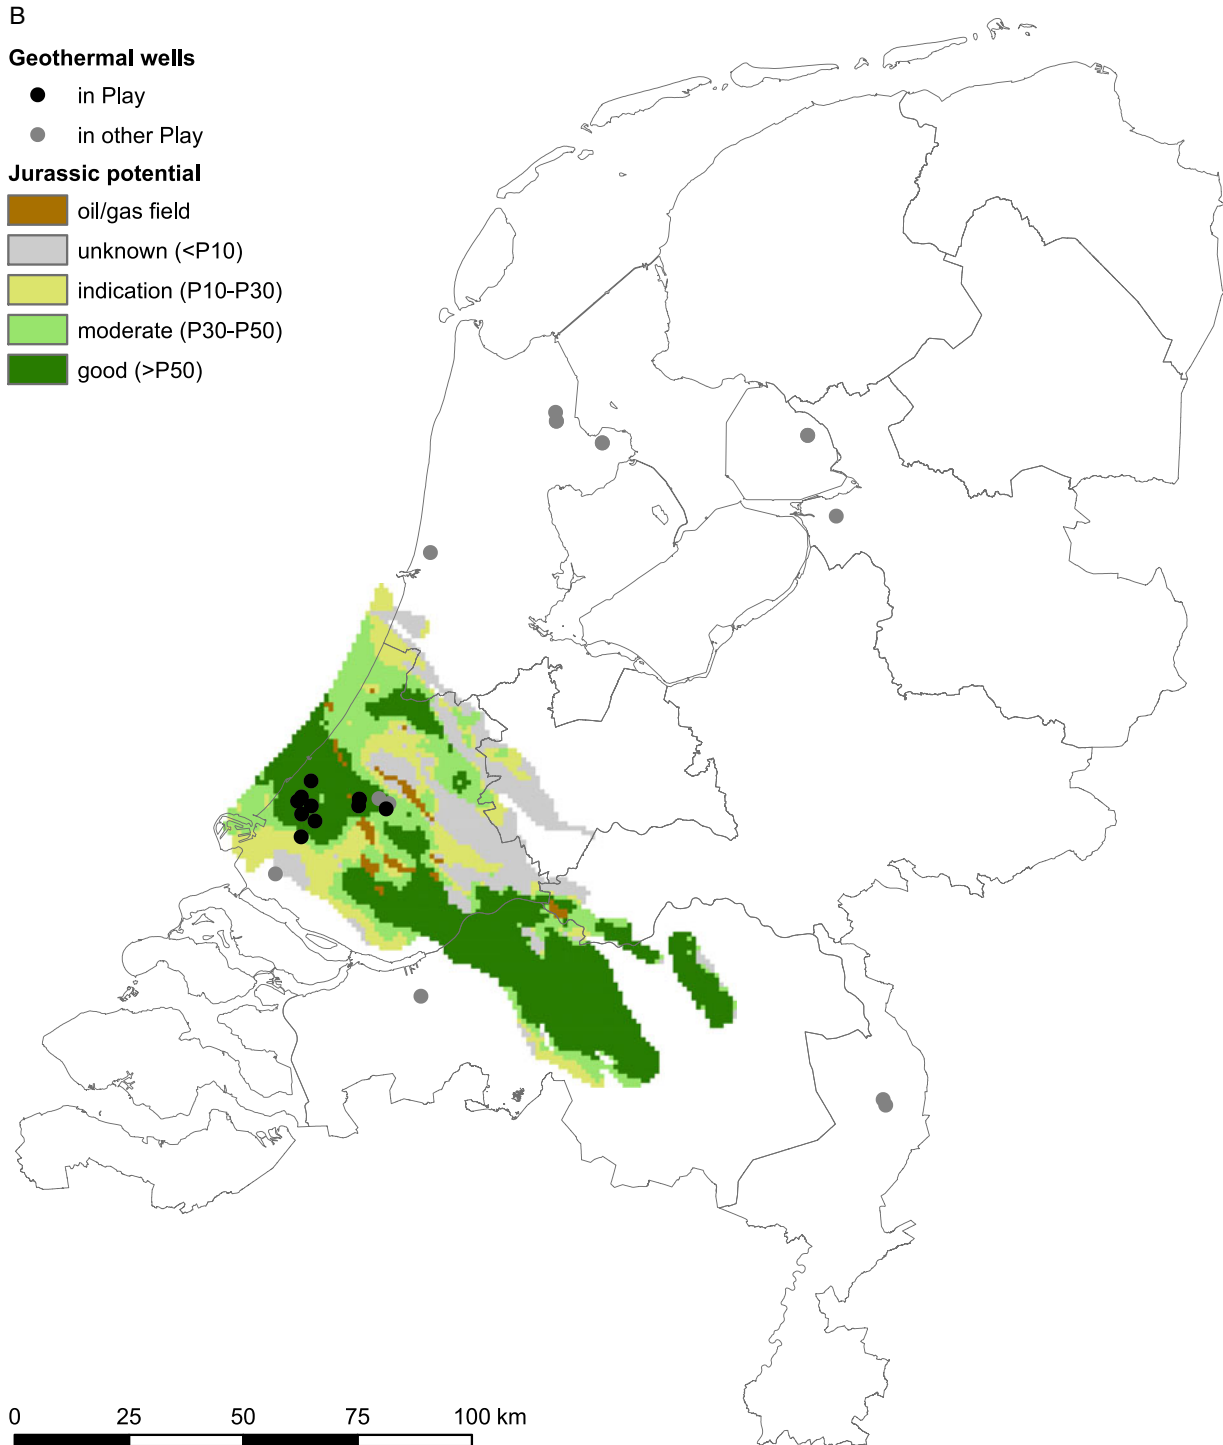 B
Geothermal wells
in Play
in other Play
Jurassic potential
oil/gas field
unknown (<P10)
indication (P10-P30)
moderate (P30-P50)
good (>P50)
0 25 50 75 100 km